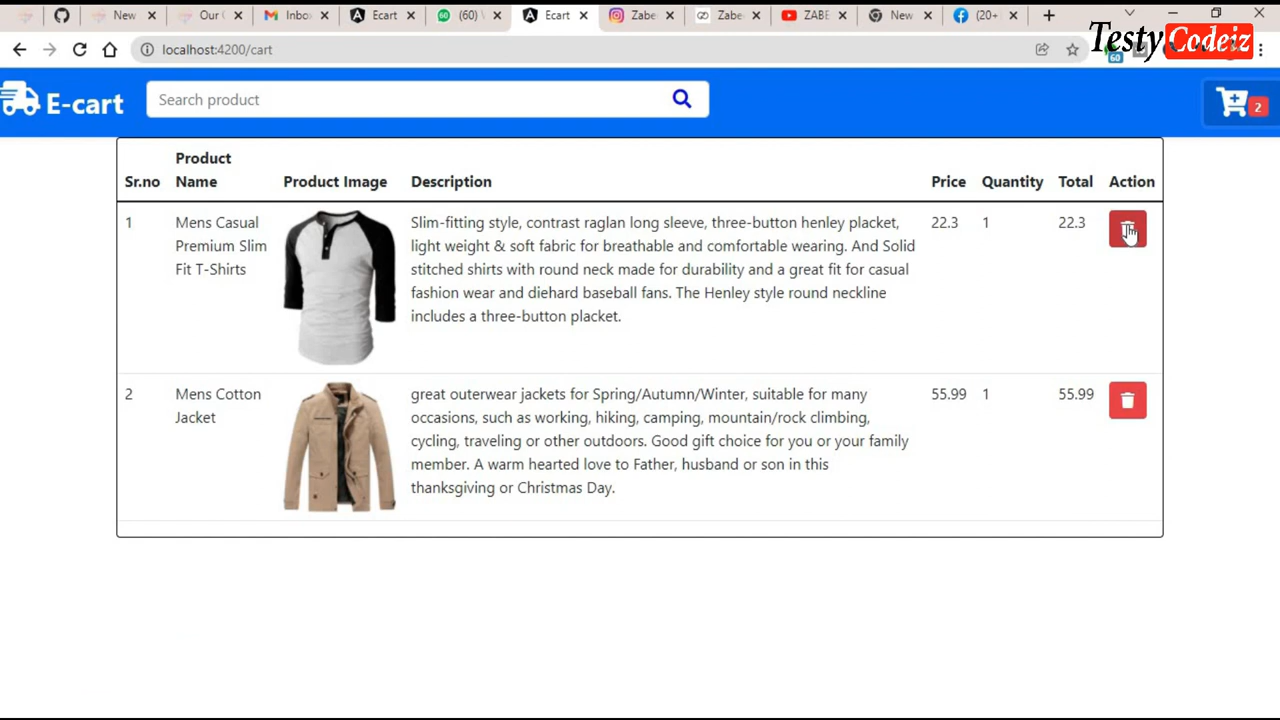 New
Our (
Inbo
Ecart
(60) \
Ecart
Zabe
Zabe
ZABE
New
(20+
localhost:4200/cart
Testy Codeiz
60
E-cart
Search product
2
Sr.no
Product Name
Product Image
Description
Price
Quantity
Total
Action
1
Mens Casual
Premium Slim
Fit T-Shirts
Slim-fitting style, contrast raglan long sleeve, three-button henley placket,
light weight & soft fabric for breathable and comfortable wearing. And Solid
stitched shirts with round neck made for durability and a great fit for casual
fashion wear and diehard baseball fans. The Henley style round neckline
includes a three-button placket.
22.3
1
22.3
2
Mens Cotton
Jacket
great outerwear jackets for Spring/Autumn/Winter, suitable for many
occasions, such as working, hiking, camping, mountain/rock climbing,
cycling, traveling or other outdoors. Good gift choice for you or your family
member. A warm hearted love to Father, husband or son in this
thanksgiving or Christmas Day.
55.99
1
55.99